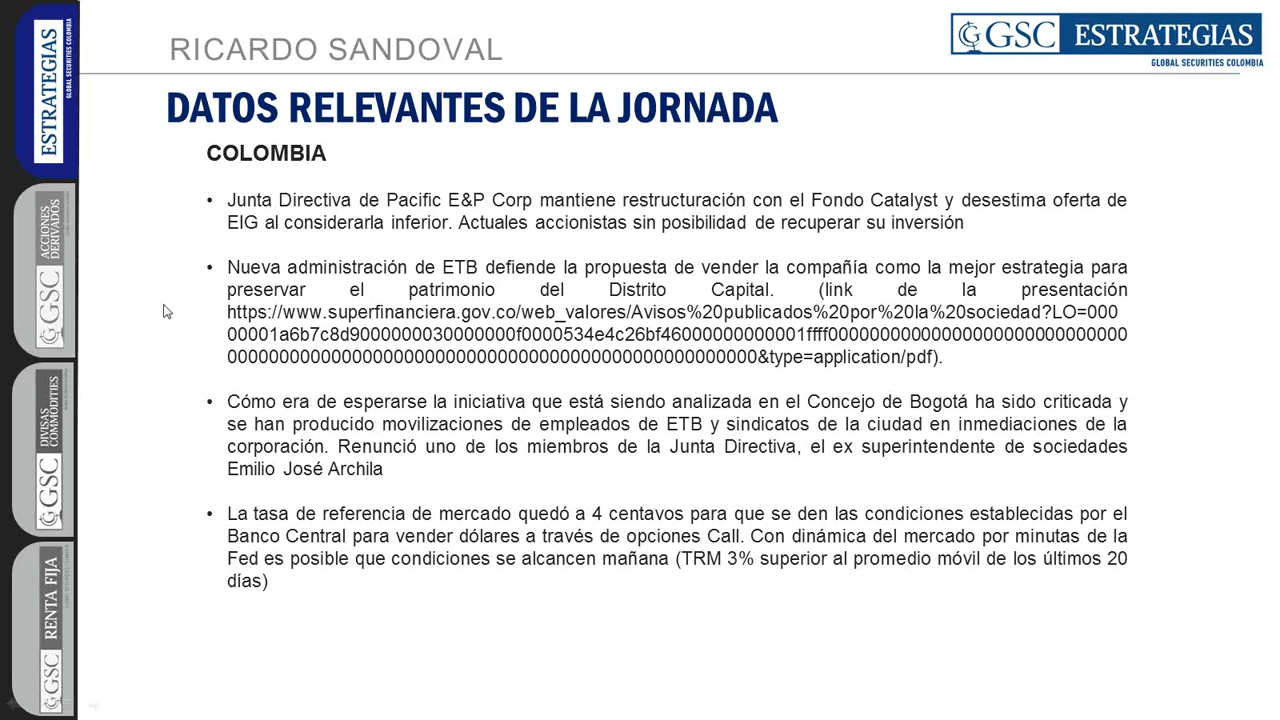 RICARDO SANDOVAL
GSC ESTRATEGIAS
GLOBAL SECURITIES COLOMBIA
DATOS RELEVANTES DE LA JORNADA
COLOMBIA
• Junta Directiva de Pacific E&P Corp mantiene restructuración con el Fondo Catalyst y desestima oferta de
EIG al considerarla inferior. Actuales accionistas sin posibilidad de recuperar su inversión
• Nueva administración de ETB defiende la propuesta de vender la compañía como la mejor estrategia para
preservar el patrimonio del Distrito Capital. (link de la presentación
https://www.superfinanciera.gov.co/web_valores/Avisos%20publicados%20por%20la%20sociedad?LO=000
&type=application/pdf).
• Cómo era de esperarse la iniciativa que está siendo analizada en el Concejo de Bogotá ha sido criticada y
se han producido movilizaciones de empleados de ETB y sindicatos de la ciudad en inmediaciones de la
corporación. Renunció uno de los miembros de la Junta Directiva, el ex superintendente de sociedades
Emilio José Archila
• La tasa de referencia de mercado quedó a 4 centavos para que se den las condiciones establecidas por el
Banco Central para vender dólares a través de opciones Call. Con dinámica del mercado por minutas de la
Fed es posible que condiciones se alcancen mañana (TRM 3% superior al promedio móvil de los últimos 20
días)
ESTRATEGIAS
GLOBAL SECURITIES COLOMBIA
GSC ACCIONES
DERIVADOS
GSC DIVISAS
COMMODITIES
GSC RENTA FIJA